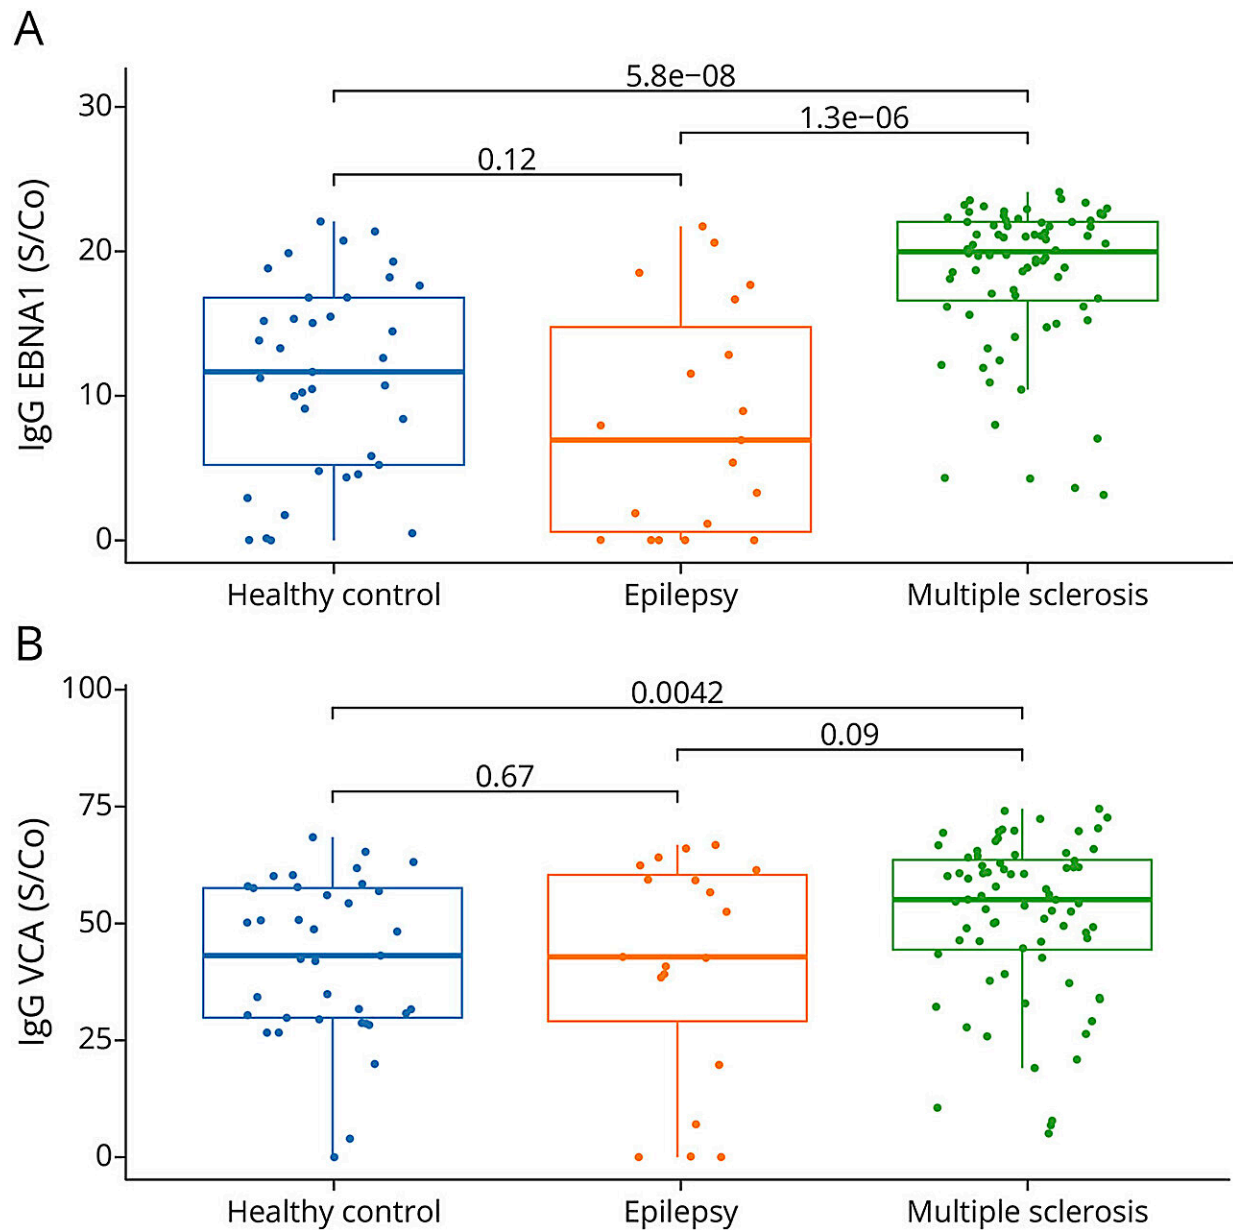 A
IgG EBNA1 (S/Co)
30
20
10
0
5.8e−08
1.3e−06
0.12
Healthy control Epilepsy Multiple sclerosis
B
IgG VCA (S/Co)
100
75
50
25
0
0.0042
0.09
0.67
Healthy control Epilepsy Multiple sclerosis